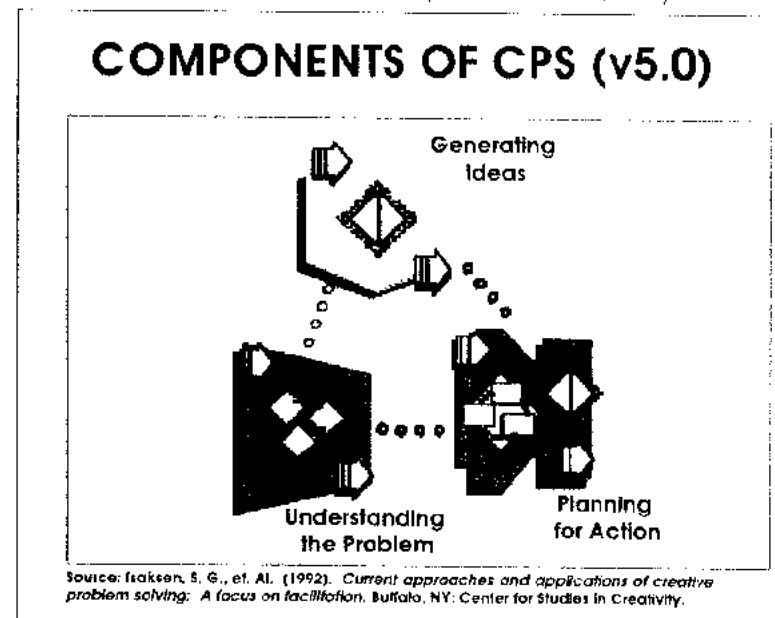 COMPONENTS OF CPS (v5.0)
Generating
Ideas
Understanding
the Problem
Planning
for Action
Source: Isaksen, S. G., et. Al. (1992). Current approaches and applications of creative
problem solving: A focus on facilitation. Buffalo, NY: Center for Studies in Creativity.